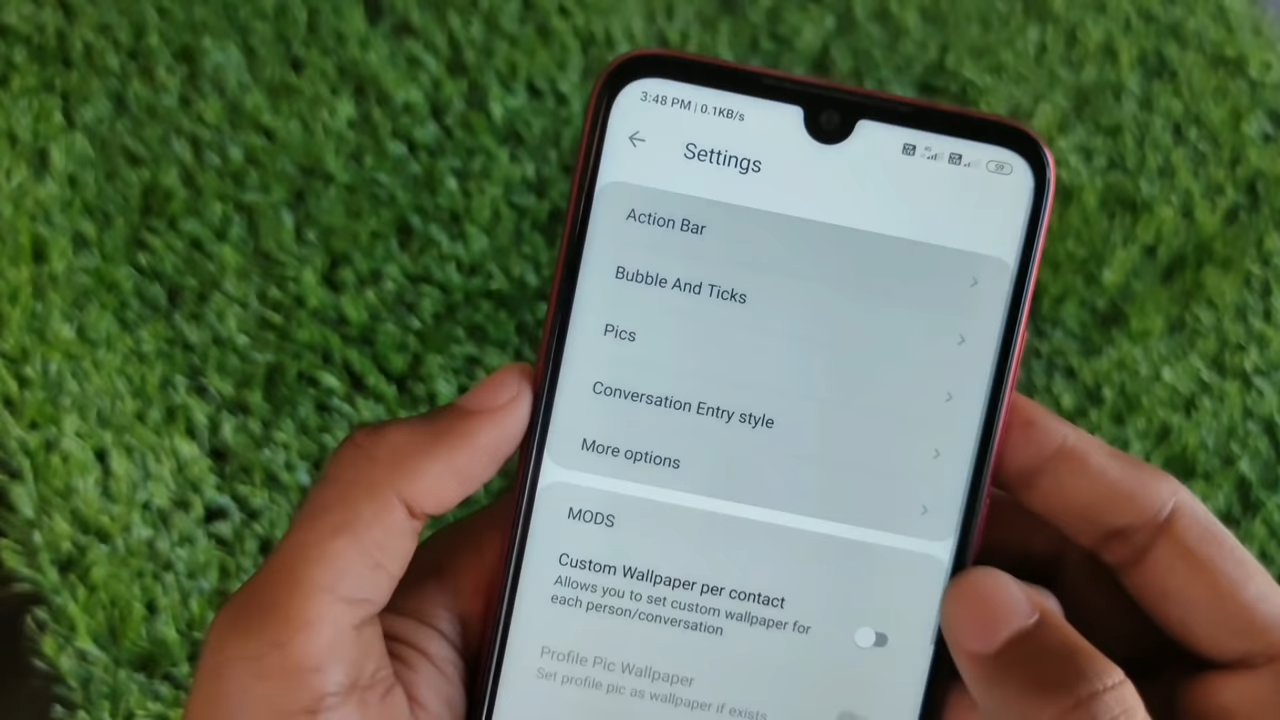 3:48 PM | 0.1KB/s
59
Settings
Action Bar
Bubble And Ticks
Pics
Conversation Entry style
More options
MODS
Custom Wallpaper per contact
Allows you to set custom wallpaper for
each person/conversation
Profile Pic Wallpaper
Set profile pic as wallpaper if exists